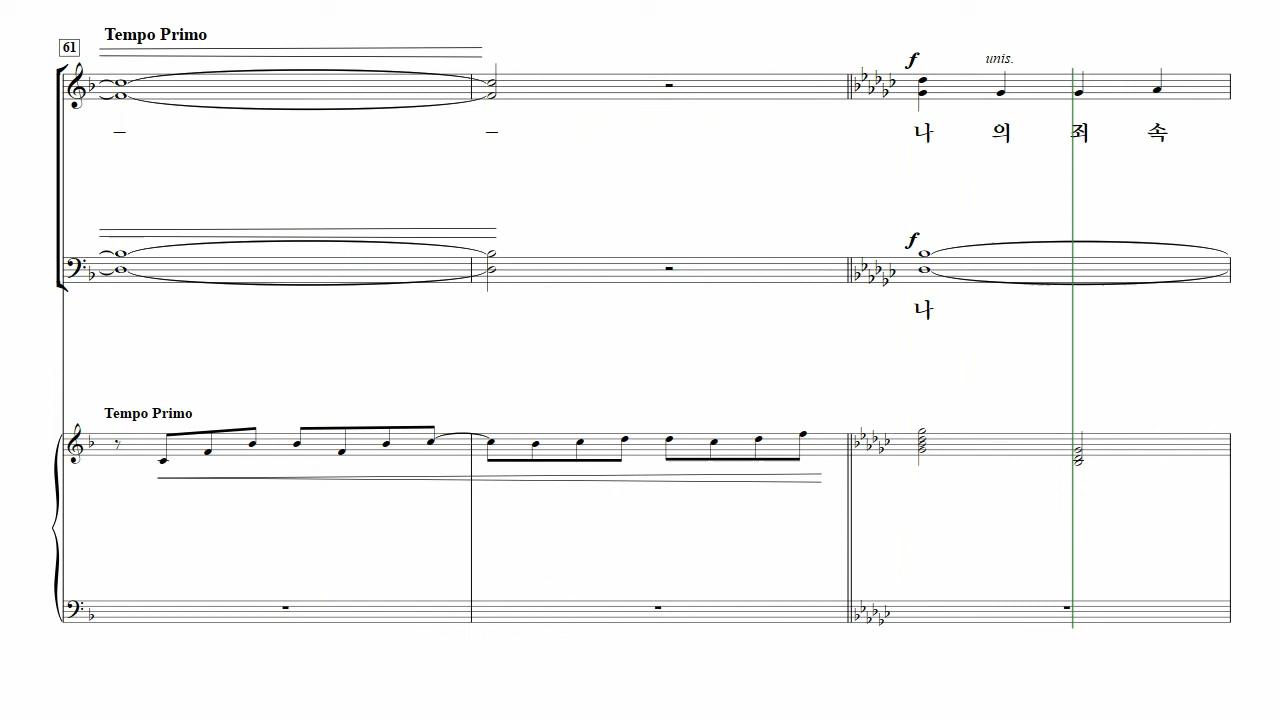 Tempo Primo
61
f unis.
나 의 죄 속
f
나
Tempo Primo